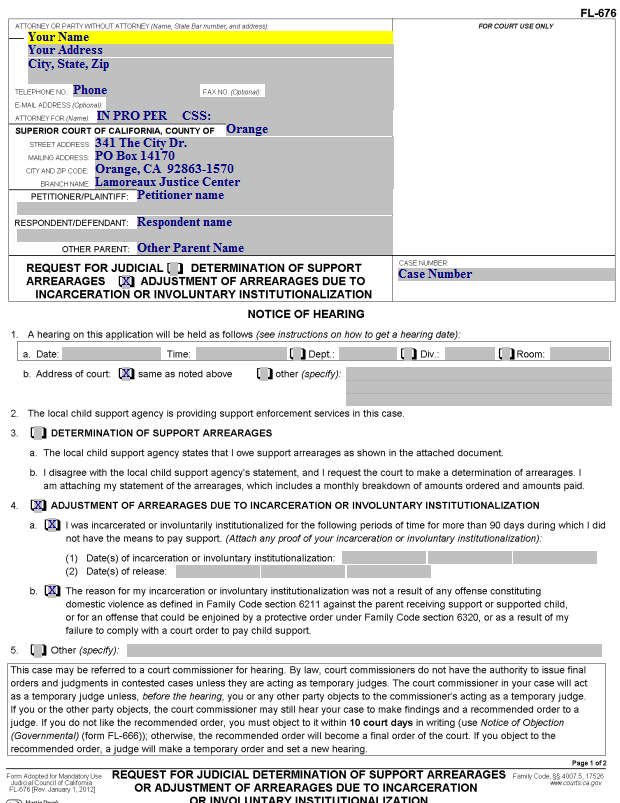 FL-676
ATTORNEY OR PARTY WITHOUT ATTORNEY (Name, State Bar number, and address):
FOR COURT USE ONLY
Your Name
Your Address
City, State, Zip
TELEPHONE NO.: Phone FAX NO. (Optional):
E-MAIL ADDRESS (Optional):
ATTORNEY FOR (Name): IN PRO PER CSS:
SUPERIOR COURT OF CALIFORNIA, COUNTY OF Orange
STREET ADDRESS: 341 The City Dr.
MAILING ADDRESS: PO Box 14170
CITY AND ZIP CODE: Orange, CA 92863-1570
BRANCH NAME: Lamoreaux Justice Center
PETITIONER/PLAINTIFF: Petitioner name
RESPONDENT/DEFENDANT: Respondent name
OTHER PARENT: Other Parent Name
REQUEST FOR JUDICIAL [ ] DETERMINATION OF SUPPORT
ARREARAGES [X] ADJUSTMENT OF ARREARAGES DUE TO
INCARCERATION OR INVOLUNTARY INSTITUTIONALIZATION
CASE NUMBER:
Case Number
NOTICE OF HEARING
1. A hearing on this application will be held as follows (see instructions on how to get a hearing date):
a. Date: Time: [ ] Dept.: [ ] Div.: [ ] Room:
b. Address of court: [X] same as noted above [ ] other (specify):
2. The local child support agency is providing support enforcement services in this case.
3. [ ] DETERMINATION OF SUPPORT ARREARAGES
a. The local child support agency states that I owe support arrearages as shown in the attached document.
b. I disagree with the local child support agency's statement, and I request the court to make a determination of arrearages. I
am attaching my statement of the arrearages, which includes a monthly breakdown of amounts ordered and amounts paid.
4. [X] ADJUSTMENT OF ARREARAGES DUE TO INCARCERATION OR INVOLUNTARY INSTITUTIONALIZATION
a. [X] I was incarcerated or involuntarily institutionalized for the following periods of time for more than 90 days during which I did
not have the means to pay support. (Attach any proof of your incarceration or involuntary institutionalization):
(1) Date(s) of incarceration or involuntary institutionalization:
(2) Date(s) of release:
b. [X] The reason for my incarceration or involuntary institutionalization was not a result of any offense constituting
domestic violence as defined in Family Code section 6211 against the parent receiving support or supported child,
or for an offense that could be enjoined by a protective order under Family Code section 6320, or as a result of my
failure to comply with a court order to pay child support.
5. [ ] Other (specify):
This case may be referred to a court commissioner for hearing. By law, court commissioners do not have the authority to issue final
orders and judgments in contested cases unless they are acting as temporary judges. The court commissioner in your case will act
as a temporary judge unless, before the hearing, you or any other party objects to the commissioner's acting as a temporary judge.
If you or the other party objects, the court commissioner may still hear your case to make findings and a recommended order to a
judge. If you do not like the recommended order, you must object to it within 10 court days in writing (use Notice of Objection
(Governmental) (form FL-666)); otherwise, the recommended order will become a final order of the court. If you object to the
recommended order, a judge will make a temporary order and set a new hearing.
Page 1 of 2
Form Adopted for Mandatory Use
Judicial Council of California
FL-676 [Rev. January 1, 2012]
REQUEST FOR JUDICIAL DETERMINATION OF SUPPORT ARREARAGES
OR ADJUSTMENT OF ARREARAGES DUE TO INCARCERATION
OR INVOLUNTARY INSTITUTIONALIZATION
Family Code, §§ 4007.5, 17526
www.courts.ca.gov